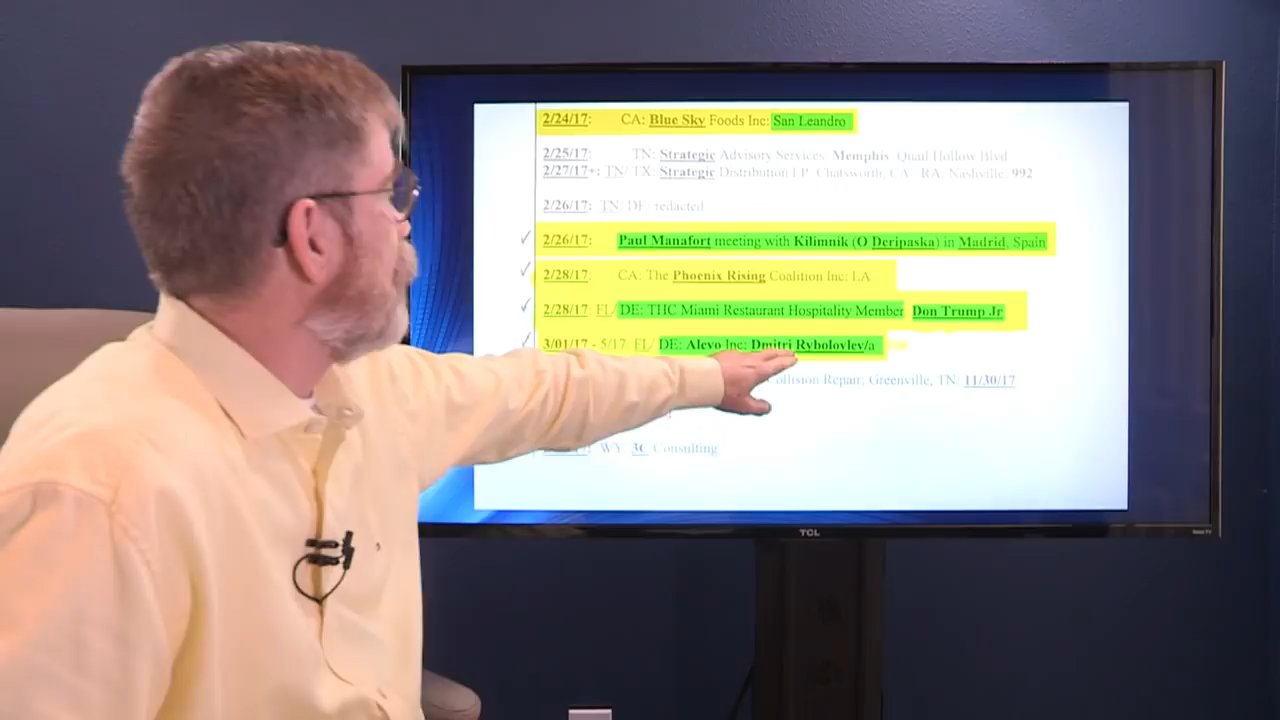 2/24/17: CA: Blue Sky Foods Inc: San Leandro
2/25/17: TN: Strategic Advisory Services: Memphis: Quail Hollow Blvd
2/27/17+: TN/ TX: Strategic Distribution LP: Chatsworth, CA: RA: Nashville: 992
2/26/17: TN/ DE: redacted
✓ 2/26/17: Paul Manafort meeting with Kilimnik (O Deripaska) in Madrid, Spain
✓ 2/28/17: CA: The Phoenix Rising Coalition Inc: LA
✓ 2/28/17: FL/ DE: THC Miami Restaurant Hospitality Member: Don Trump Jr
✓ 3/01/17 - 5/17: FL/ DE: Alevo Inc: Dmitri Rybolovlev/a
Collision Repair: Greenville, TN: 11/30/17
WY: 3C Consulting
TCL